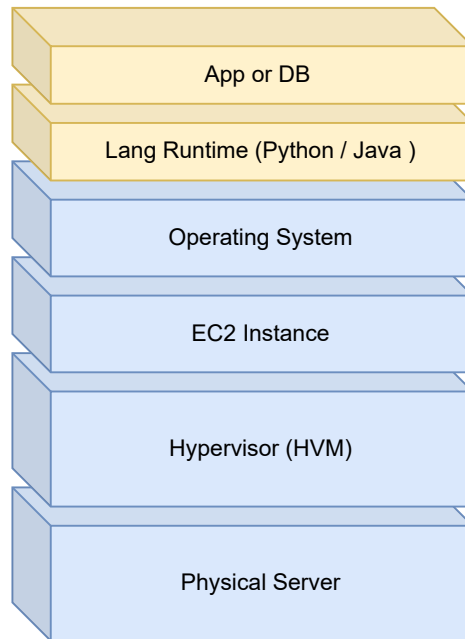 App or DB
Lang Runtime (Python / Java )
Operating System
EC2 Instance
Hypervisor (HVM)
Physical Server